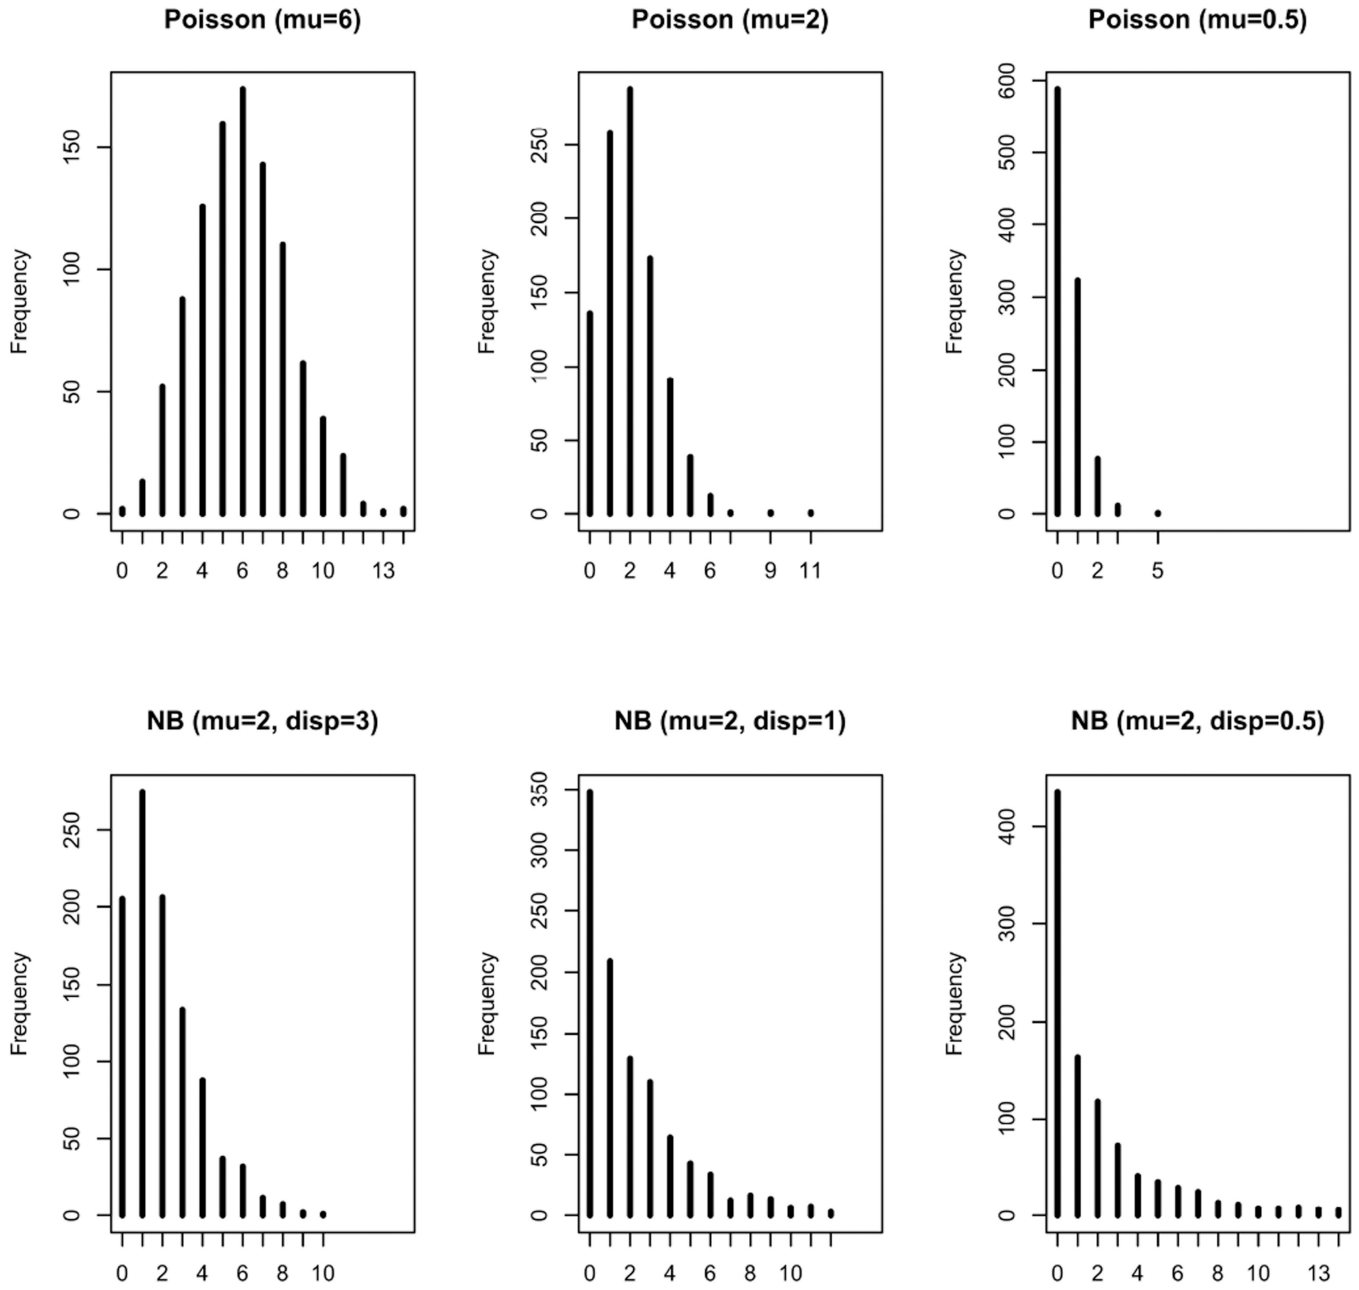 Poisson (mu=6)
Frequency
150
100
50
0
0 2 4 6 8 10 13
Poisson (mu=2)
Frequency
250
200
150
100
50
0
0 2 4 6 9 11
Poisson (mu=0.5)
Frequency
600
500
400
300
200
100
0
0 2 5
NB (mu=2, disp=3)
Frequency
250
200
150
100
50
0
0 2 4 6 8 10
NB (mu=2, disp=1)
Frequency
350
300
250
200
150
100
50
0
0 2 4 6 8 10
NB (mu=2, disp=0.5)
Frequency
400
300
200
100
0
0 2 4 6 8 10 13